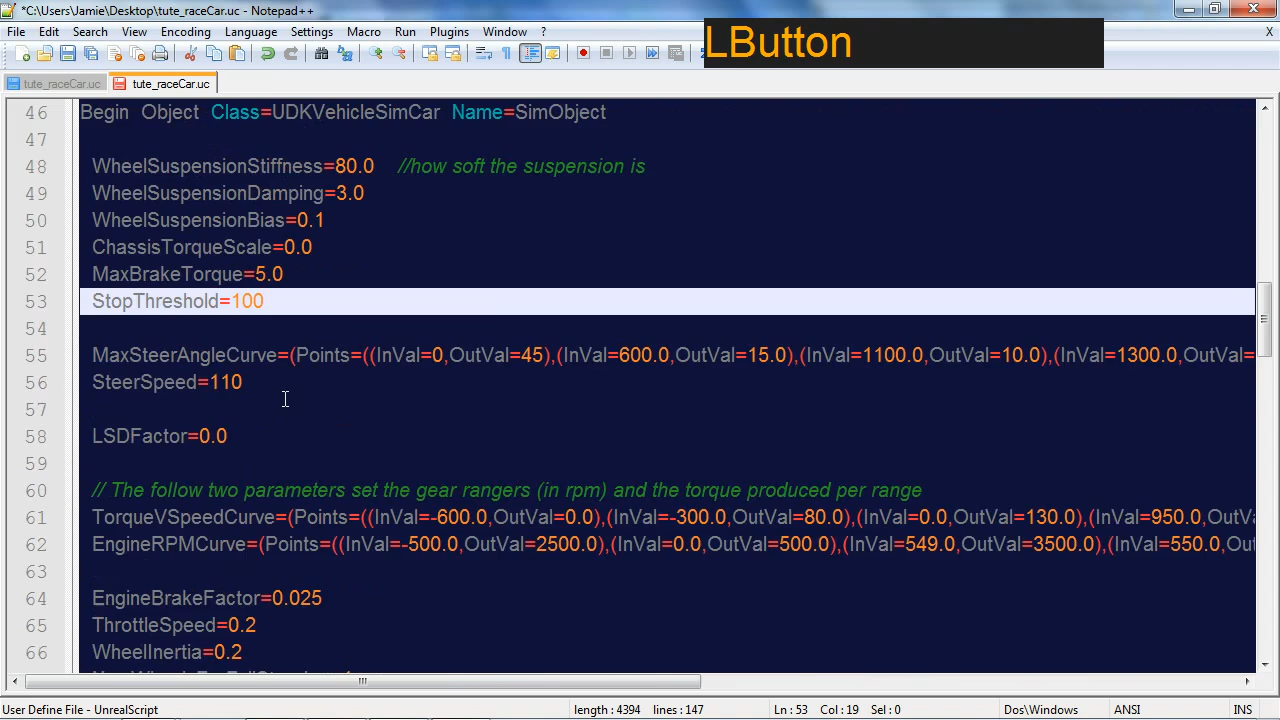 *C:\Users\Jamie\Desktop\tute_raceCar.uc - Notepad++
LButton
File Edit Search View Encoding Language Settings Macro Run Plugins Window ? X
tute_raceCar.uc tute_raceCar.uc
46 Begin Object Class=UDKVehicleSimCar Name=SimObject
47
48 WheelSuspensionStiffness=80.0 //how soft the suspension is
49 WheelSuspensionDamping=3.0
50 WheelSuspensionBias=0.1
51 ChassisTorqueScale=0.0
52 MaxBrakeTorque=5.0
53 StopThreshold=100
54
55 MaxSteerAngleCurve=(Points=((InVal=0,OutVal=45),(InVal=600.0,OutVal=15.0),(InVal=1100.0,OutVal=10.0),(InVal=1300.0,OutVal=
56 SteerSpeed=110
57
58 LSDFactor=0.0
59
60 // The follow two parameters set the gear rangers (in rpm) and the torque produced per range
61 TorqueVSpeedCurve=(Points=((InVal=-600.0,OutVal=0.0),(InVal=-300.0,OutVal=80.0),(InVal=0.0,OutVal=130.0),(InVal=950.0,OutVa
62 EngineRPMCurve=(Points=((InVal=-500.0,OutVal=2500.0),(InVal=0.0,OutVal=500.0),(InVal=549.0,OutVal=3500.0),(InVal=550.0,Out
63
64 EngineBrakeFactor=0.025
65 ThrottleSpeed=0.2
66 WheelInertia=0.2
User Define File - UnrealScript length : 4394 lines : 147 Ln : 53 Col : 19 Sel : 0 Dos\Windows ANSI INS